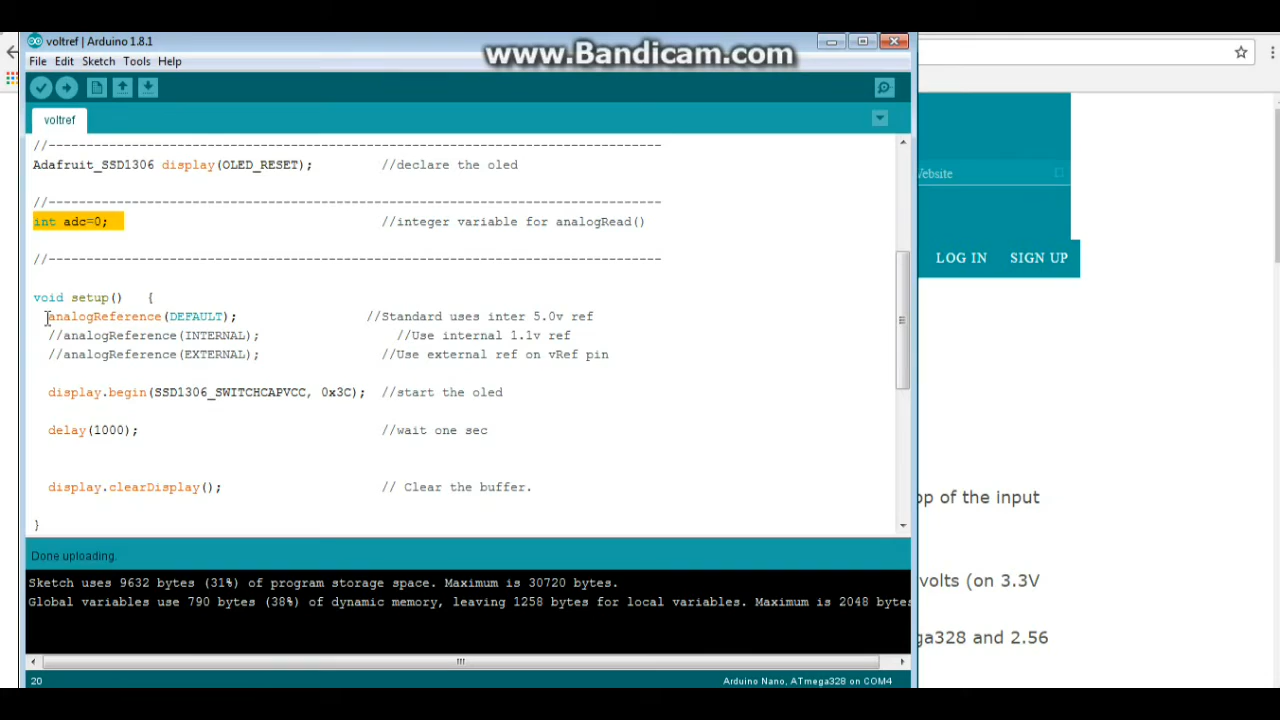 voltref | Arduino 1.8.1
www.Bandicam.com
File Edit Sketch Tools Help
voltref
//---------------------------------------------------------------------------------
Adafruit_SSD1306 display(OLED_RESET); //declare the oled
//---------------------------------------------------------------------------------
int adc=0; //integer variable for analogRead()
//---------------------------------------------------------------------------------
void setup() {
analogReference(DEFAULT); //Standard uses inter 5.0v ref
//analogReference(INTERNAL); //Use internal 1.1v ref
//analogReference(EXTERNAL); //Use external ref on vRef pin
display.begin(SSD1306_SWITCHCAPVCC, 0x3C); //start the oled
delay(1000); //wait one sec
display.clearDisplay(); // Clear the buffer.
}
Done uploading.
Sketch uses 9632 bytes (31%) of program storage space. Maximum is 30720 bytes.
Global variables use 790 bytes (38%) of dynamic memory, leaving 1258 bytes for local variables. Maximum is 2048 bytes
20
Arduino Nano, ATmega328 on COM4
Website
LOG IN SIGN UP
op of the input
volts (on 3.3V
ga328 and 2.56